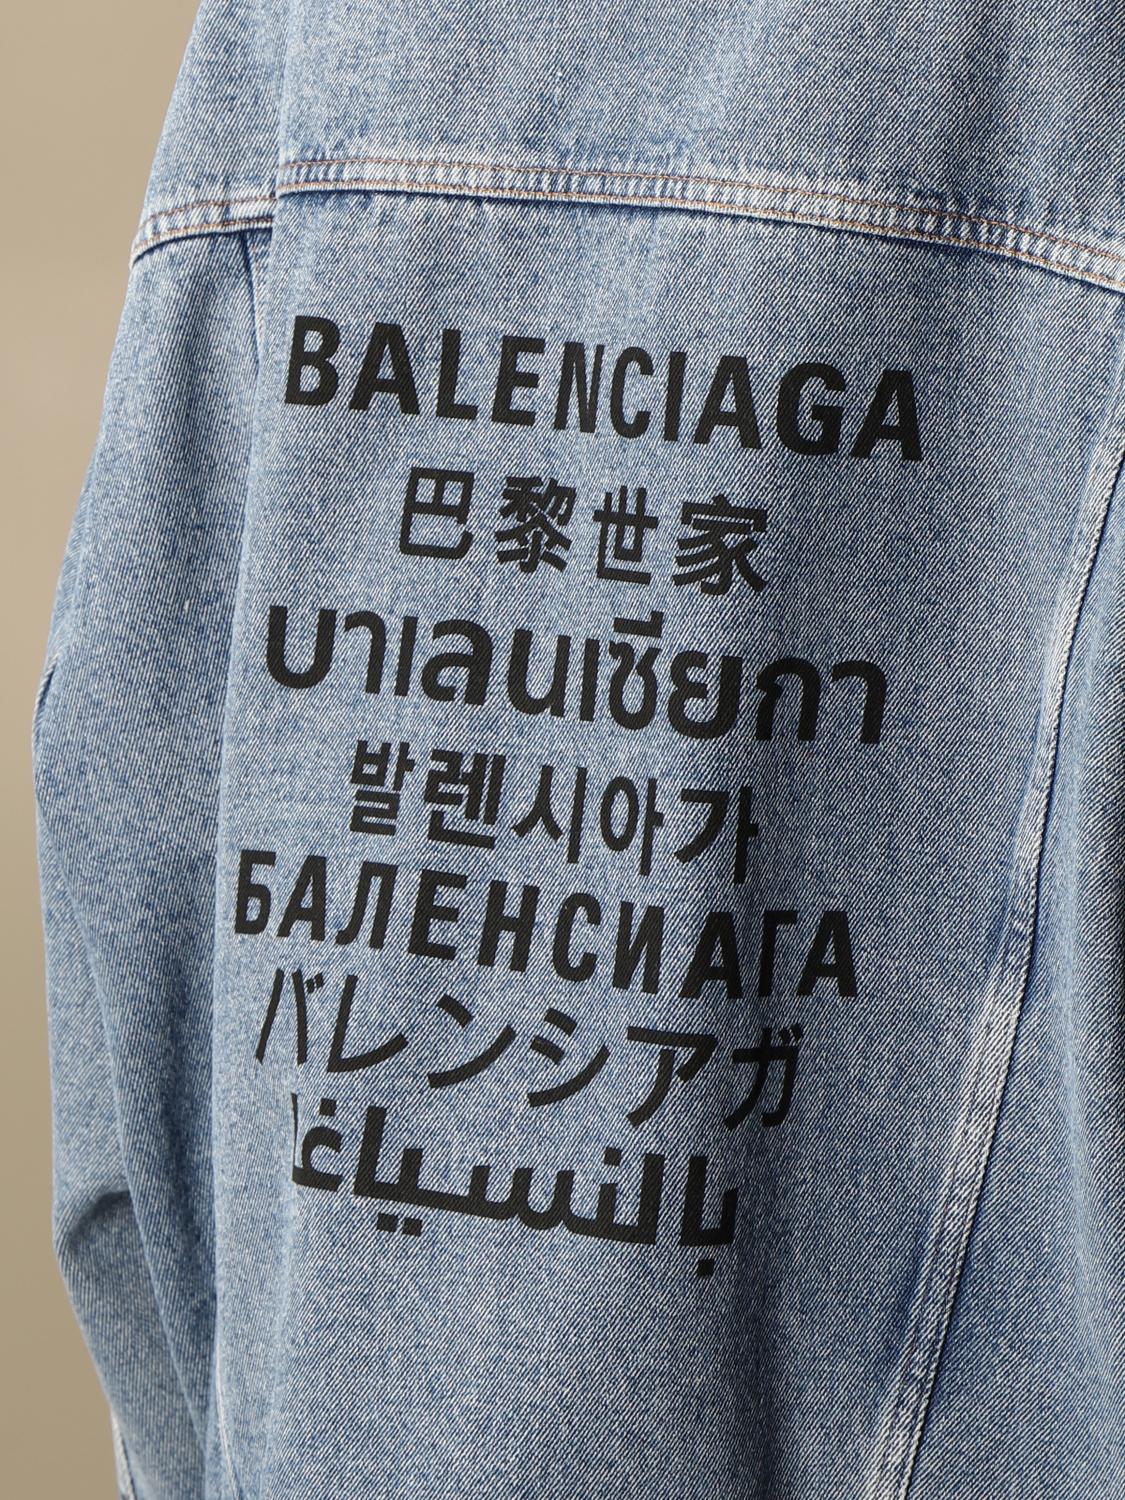 BALENCIAGA
巴黎世家
บาเลนเซียกา
발렌시아가
БАЛЕНСИАГА
バレンシアガ
بالنسياغا